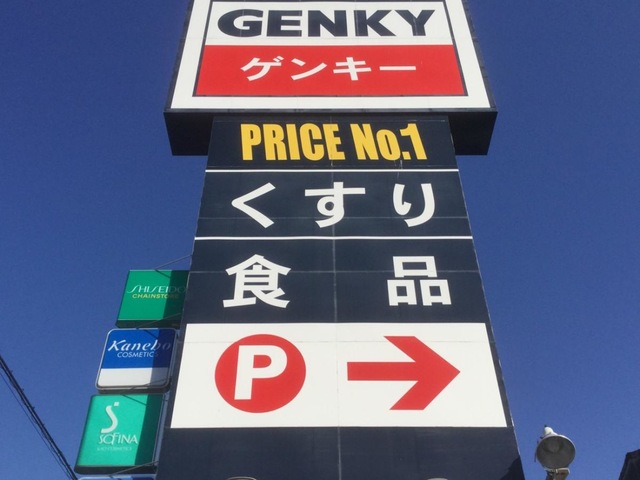 GENKY
ゲンキー
PRICE No.1
くすり
食品
P
SHISEIDO
CHAINSTORE
Kanebo
COSMETICS
S
SOFINA